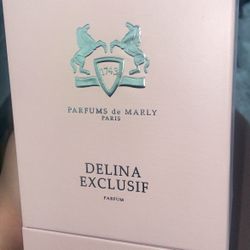 1743
PARFUMS de MARLY
PARIS
DELINA
EXCLUSIF
PARFUM